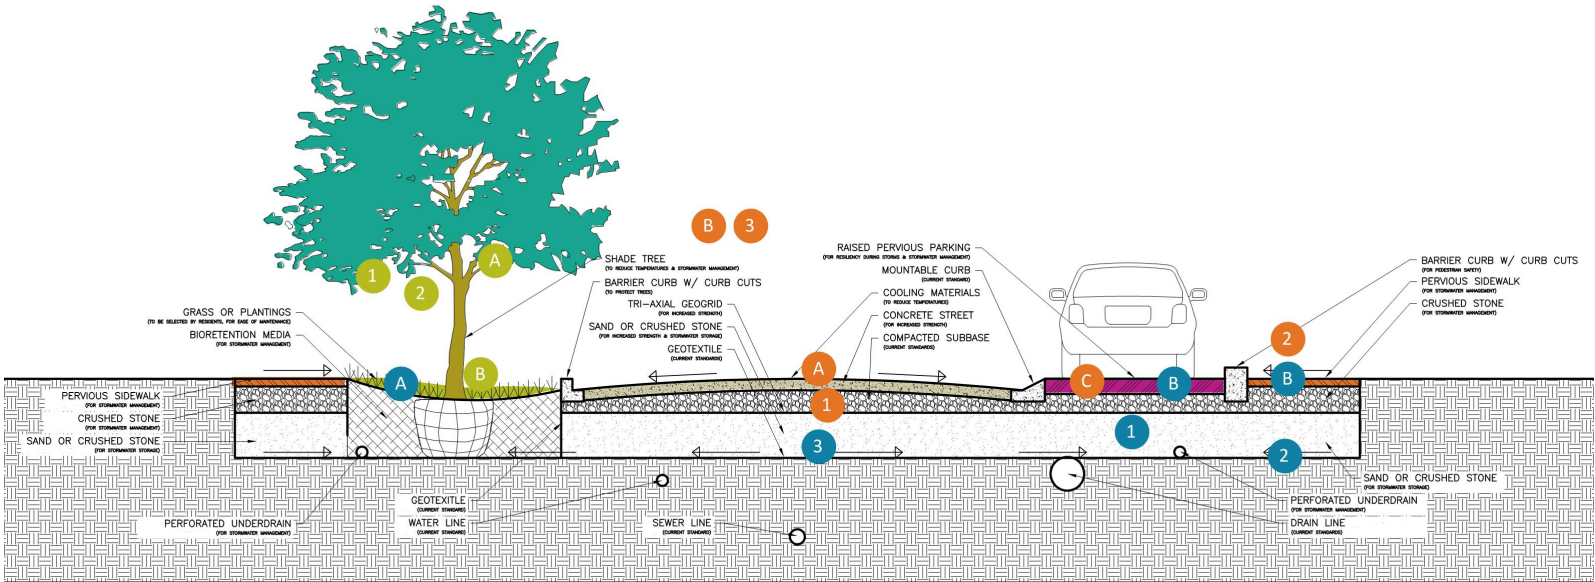 B 3
1
2
A
SHADE TREE
(TO REDUCE TEMPERATURES & STORMWATER MANAGEMENT)
BARRIER CURB W/ CURB CUTS
(TO PROTECT TREES)
TRI-AXIAL GEOGRID
(FOR INCREASED STRENGTH)
SAND OR CRUSHED STONE
(FOR INCREASED STRENGTH & STORMWATER STORAGE)
GEOTEXTILE
(CURRENT STANDARDS)
RAISED PERVIOUS PARKING
(FOR RESILIENCY DURING STORMS & STORMWATER MANAGEMENT)
MOUNTABLE CURB
(CURRENT STANDARD)
COOLING MATERIALS
(TO REDUCE TEMPERATURES)
CONCRETE STREET
(FOR INCREASED STRENGTH)
COMPACTED SUBBASE
(CURRENT STANDARDS)
BARRIER CURB W/ CURB CUTS
(FOR PEDESTRIAN SAFETY)
PERVIOUS SIDEWALK
(FOR STORMWATER MANAGEMENT)
CRUSHED STONE
(FOR STORMWATER MANAGEMENT)
GRASS OR PLANTINGS
(TO BE SELECTED BY RESIDENTS, FOR EASE OF MAINTENANCE)
BIORETENTION MEDIA
(FOR STORMWATER MANAGEMENT)
2
A
B
A
C
B
B
1
1
3
2
PERVIOUS SIDEWALK
(FOR STORMWATER MANAGEMENT)
CRUSHED STONE
(FOR STORMWATER MANAGEMENT)
SAND OR CRUSHED STONE
(FOR STORMWATER STORAGE)
PERFORATED UNDERDRAIN
(FOR STORMWATER MANAGEMENT)
GEOTEXITLE
(CURRENT STANDARD)
WATER LINE
(CURRENT STANDARD)
SEWER LINE
(CURRENT STANDARD)
SAND OR CRUSHED STONE
(FOR STORMWATER STORAGE)
PERFORATED UNDERDRAIN
(FOR STORMWATER MANAGEMENT)
DRAIN LINE
(CURRENT STANDARDS)